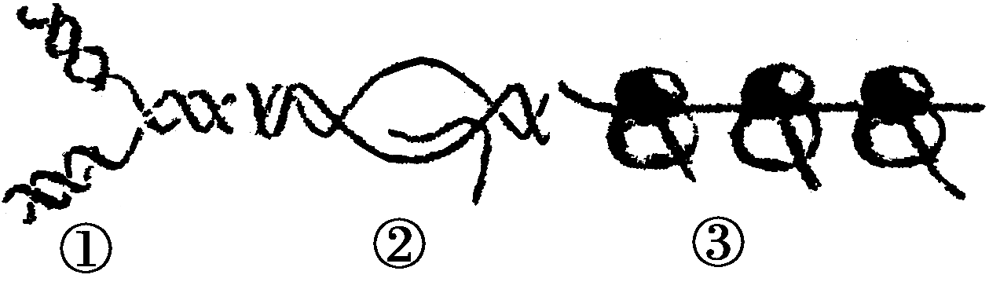 ① ② ③